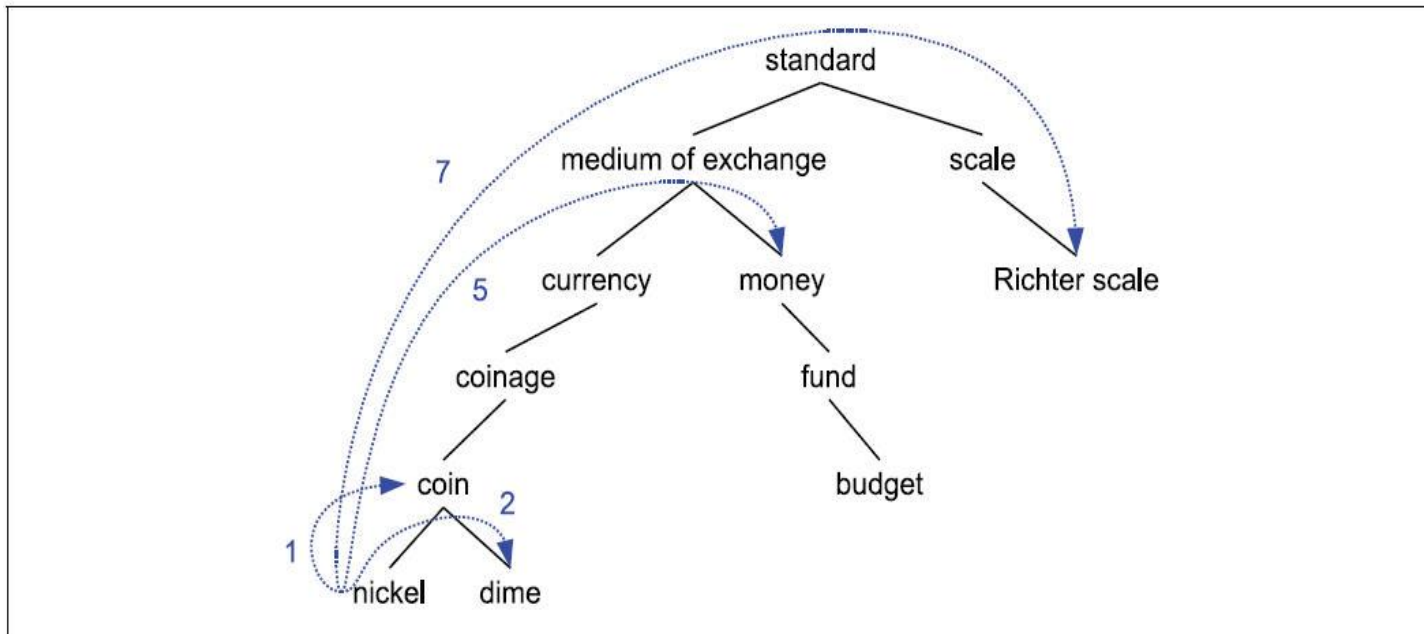 standard
7
medium of exchange scale
5
currency money Richter scale
coinage fund
coin budget
2
1
nickel dime